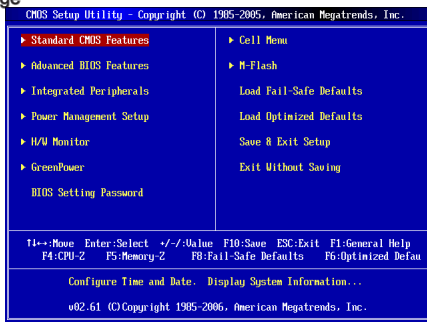 ge
CMOS Setup Utility - Copyright (C) 1985-2005, American Megatrends, Inc.
▶ Standard CMOS Features
▶ Advanced BIOS Features
▶ Integrated Peripherals
▶ Power Management Setup
▶ H/W Monitor
▶ GreenPower
BIOS Setting Password
▶ Cell Menu
▶ M-Flash
Load Fail-Safe Defaults
Load Optimized Defaults
Save & Exit Setup
Exit Without Saving
↑↓←→:Move Enter:Select +/-/:Value F10:Save ESC:Exit F1:General Help
F4:CPU-Z F5:Memory-Z F8:Fail-Safe Defaults F6:Optimized Defau
Configure Time and Date. Display System Information...
v02.61 (C)Copyright 1985-2006, American Megatrends, Inc.